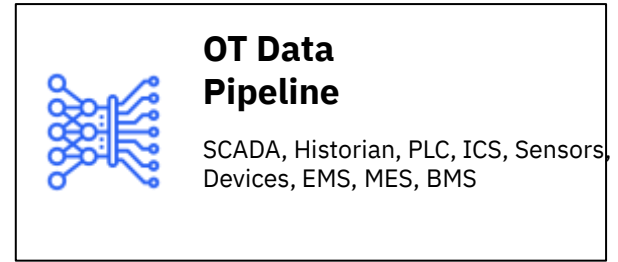 OT Data
Pipeline
SCADA, Historian, PLC, ICS, Sensors,
Devices, EMS, MES, BMS